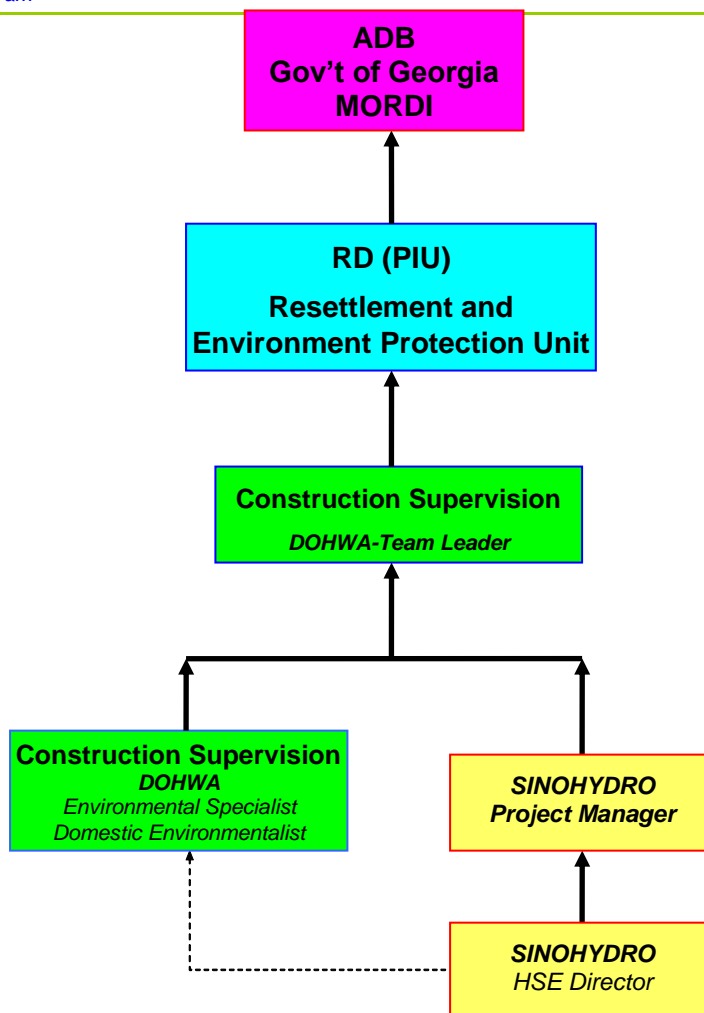 ADB
Gov't of Georgia
MORDI
RD (PIU)
Resettlement and
Environment Protection Unit
Construction Supervision
DOHWA-Team Leader
Construction Supervision
DOHWA
Environmental Specialist
Domestic Environmentalist
SINOHYDRO
Project Manager
SINOHYDRO
HSE Director